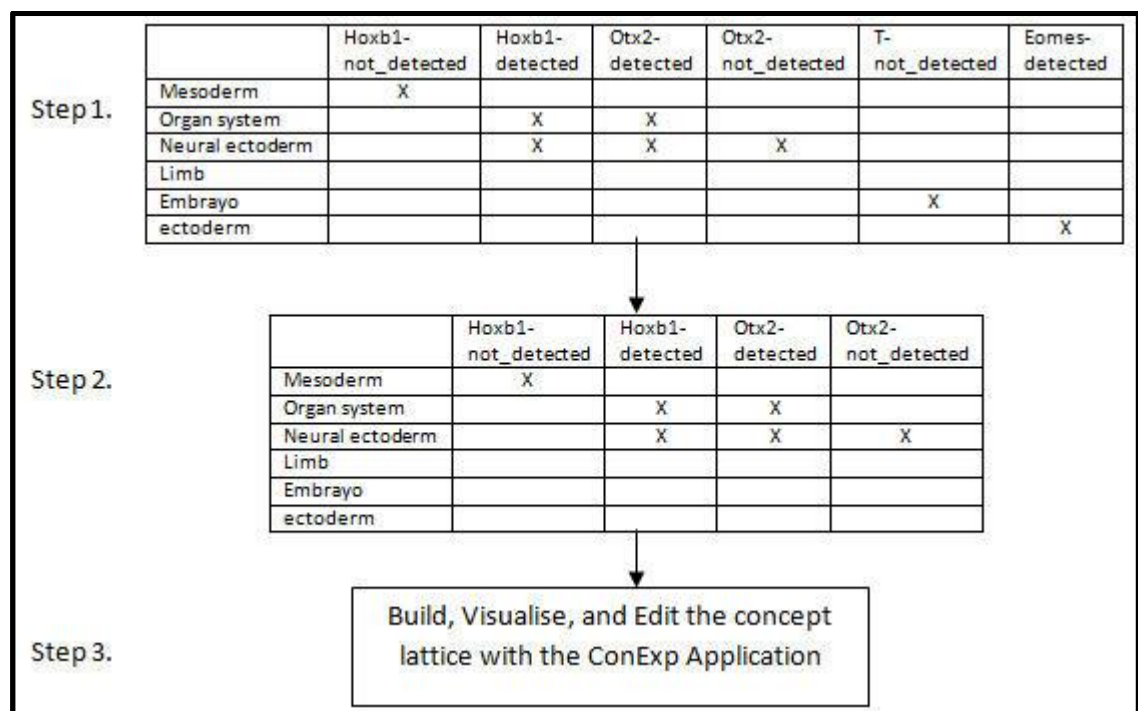 Hoxb1- Hoxb1- Otx2- Otx2- T- Eomes-
not_detected detected detected not_detected not_detected detected
Step 1.
Mesoderm X
Organ system X X
Neural ectoderm X X X
Limb
Embrayo X
ectoderm X
Hoxb1- Hoxb1- Otx2- Otx2-
not_detected detected detected not_detected
Step 2.
Mesoderm X
Organ system X X
Neural ectoderm X X X
Limb
Embrayo
ectoderm
Step 3.
Build, Visualise, and Edit the concept
lattice with the ConExp Application